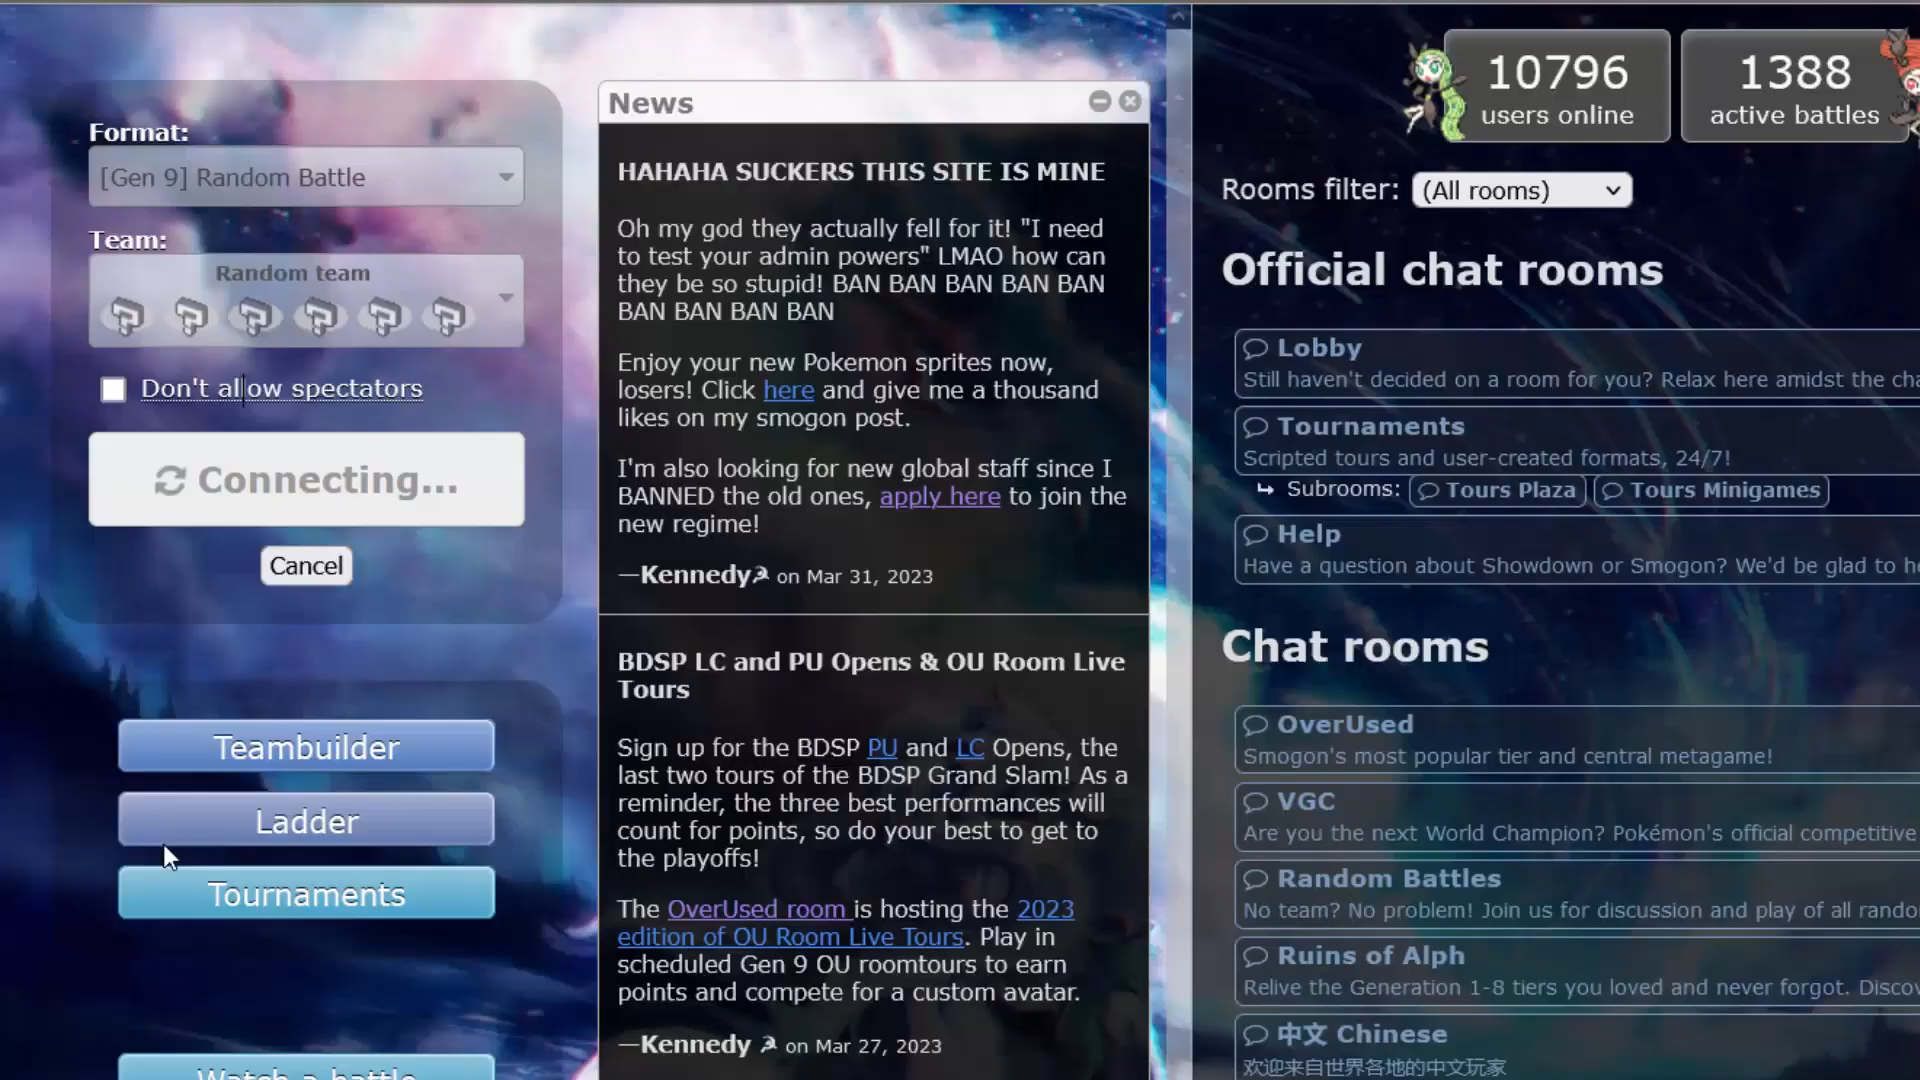 Format:
[Gen 9] Random Battle
Team:
Random team
Don't allow spectators
Connecting...
Cancel
Teambuilder
Ladder
Tournaments
Watch a battle
News
HAHAHA SUCKERS THIS SITE IS MINE
Oh my god they actually fell for it! "I need
to test your admin powers" LMAO how can
they be so stupid! BAN BAN BAN BAN BAN
BAN BAN BAN BAN
Enjoy your new Pokemon sprites now,
losers! Click here and give me a thousand
likes on my smogon post.
I'm also looking for new global staff since I
BANNED the old ones, apply here to join the
new regime!
—Kennedy☭ on Mar 31, 2023
BDSP LC and PU Opens & OU Room Live
Tours
Sign up for the BDSP PU and LC Opens, the
last two tours of the BDSP Grand Slam! As a
reminder, the three best performances will
count for points, so do your best to get to
the playoffs!
The OverUsed room is hosting the 2023
edition of OU Room Live Tours. Play in
scheduled Gen 9 OU roomtours to earn
points and compete for a custom avatar.
—Kennedy ☭ on Mar 27, 2023
10796
users online
1388
active battles
Rooms filter: (All rooms)
Official chat rooms
Lobby
Still haven't decided on a room for you? Relax here amidst the cha
Tournaments
Scripted tours and user-created formats, 24/7!
Subrooms: Tours Plaza Tours Minigames
Help
Have a question about Showdown or Smogon? We'd be glad to he
Chat rooms
OverUsed
Smogon's most popular tier and central metagame!
VGC
Are you the next World Champion? Pokémon's official competitive
Random Battles
No team? No problem! Join us for discussion and play of all rando
Ruins of Alph
Relive the Generation 1-8 tiers you loved and never forgot. Discov
中文 Chinese
欢迎来自世界各地的中文玩家